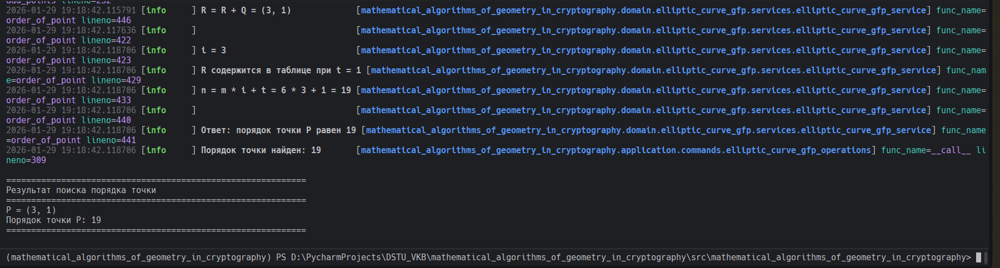 add_points lineno=252
2026-01-29 19:18:42.115791 [info     ] R = R + Q = (3, 1)             [mathematical_algorithms_of_geometry_in_cryptography.domain.elliptic_curve_gfp.services.elliptic_curve_gfp_service] func_name=
order_of_point lineno=446
2026-01-29 19:18:42.117636 [info     ]                                [mathematical_algorithms_of_geometry_in_cryptography.domain.elliptic_curve_gfp.services.elliptic_curve_gfp_service] func_name=
order_of_point lineno=422
2026-01-29 19:18:42.118706 [info     ] i = 3                          [mathematical_algorithms_of_geometry_in_cryptography.domain.elliptic_curve_gfp.services.elliptic_curve_gfp_service] func_name=
order_of_point lineno=423
2026-01-29 19:18:42.118706 [info     ] R содержится в таблице при t = 1 [mathematical_algorithms_of_geometry_in_cryptography.domain.elliptic_curve_gfp.services.elliptic_curve_gfp_service] func_nam
e=order_of_point lineno=429
2026-01-29 19:18:42.118706 [info     ] n = m * i + t = 6 * 3 + 1 = 19 [mathematical_algorithms_of_geometry_in_cryptography.domain.elliptic_curve_gfp.services.elliptic_curve_gfp_service] func_name=
order_of_point lineno=433
2026-01-29 19:18:42.118706 [info     ]                                [mathematical_algorithms_of_geometry_in_cryptography.domain.elliptic_curve_gfp.services.elliptic_curve_gfp_service] func_name=
order_of_point lineno=440
2026-01-29 19:18:42.118706 [info     ] Ответ: порядок точки P равен 19 [mathematical_algorithms_of_geometry_in_cryptography.domain.elliptic_curve_gfp.services.elliptic_curve_gfp_service] func_name
=order_of_point lineno=441
2026-01-29 19:18:42.118706 [info     ] Порядок точки найден: 19       [mathematical_algorithms_of_geometry_in_cryptography.application.commands.elliptic_curve_gfp_operations] func_name=__call__ li
neno=309
============================================================
Результат поиска порядка точки
============================================================
P = (3, 1)
Порядок точки P: 19
============================================================
(mathematical_algorithms_of_geometry_in_cryptography) PS D:\PycharmProjects\DSTU_VKB\mathematical_algorithms_of_geometry_in_cryptography\src\mathematical_algorithms_of_geometry_in_cryptography>